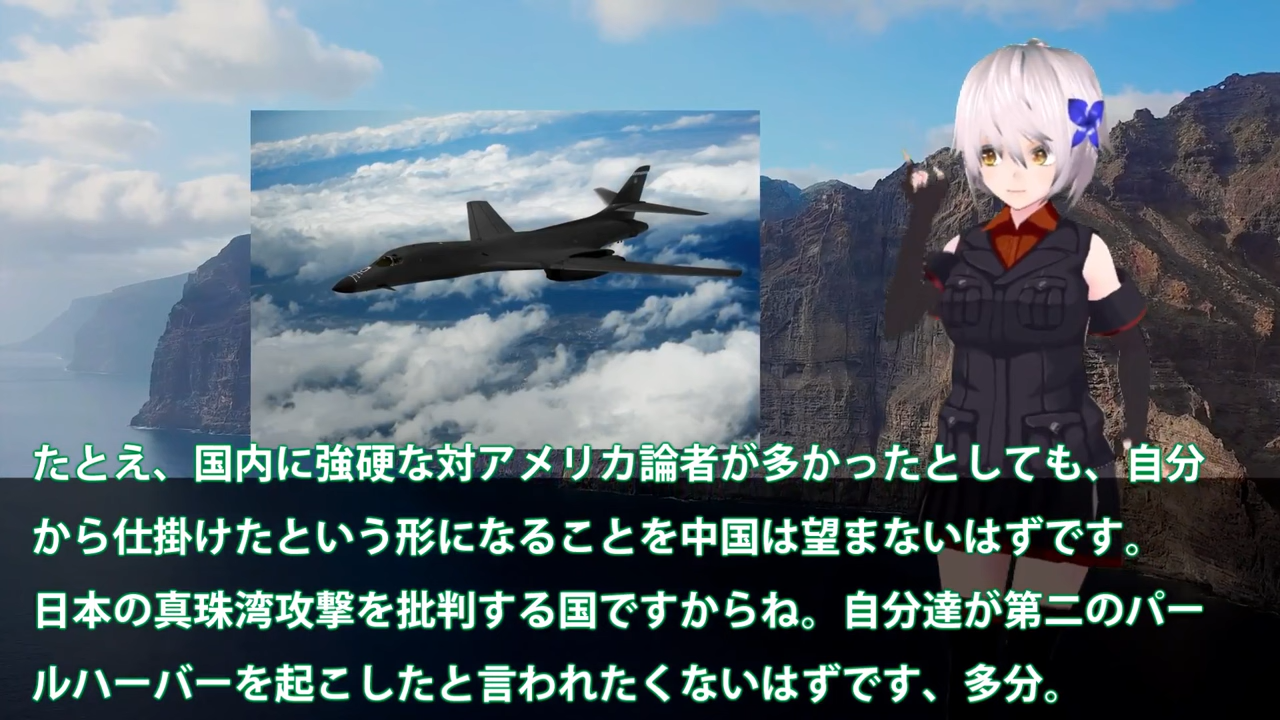 たとえ、国内に強硬な対アメリカ論者が多かったとしても、自分
から仕掛けたという形になることを中国は望まないはずです。
日本の真珠湾攻撃を批判する国ですからね。自分達が第二のパー
ルハーバーを起こしたと言われたくないはずです、多分。